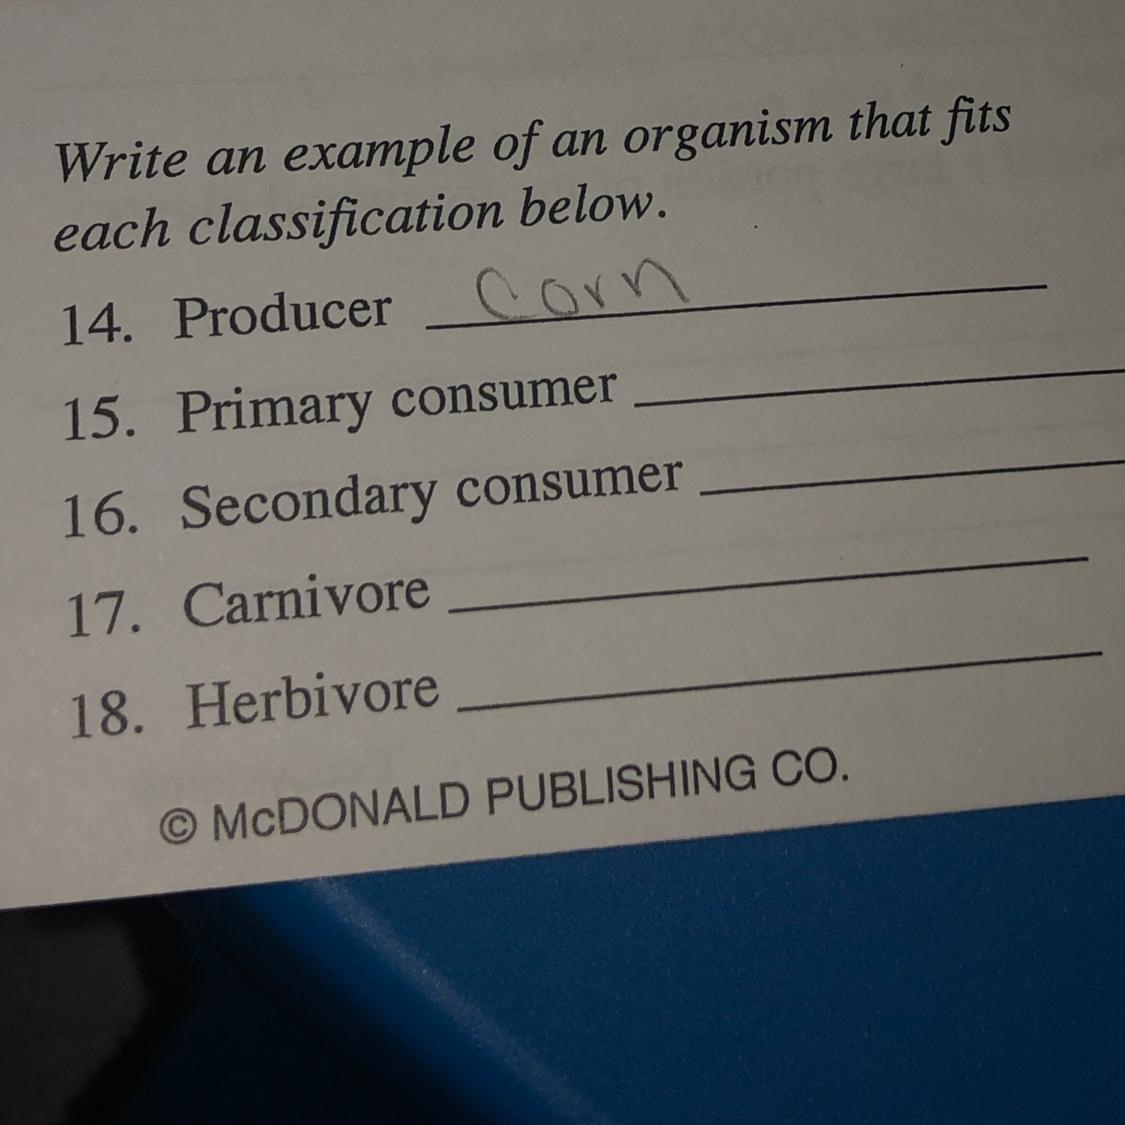 Write an example of an organism that fits
each classification below.
14. Producer Corn
15. Primary consumer
16. Secondary consumer
17. Carnivore
18. Herbivore
© McDONALD PUBLISHING CO.